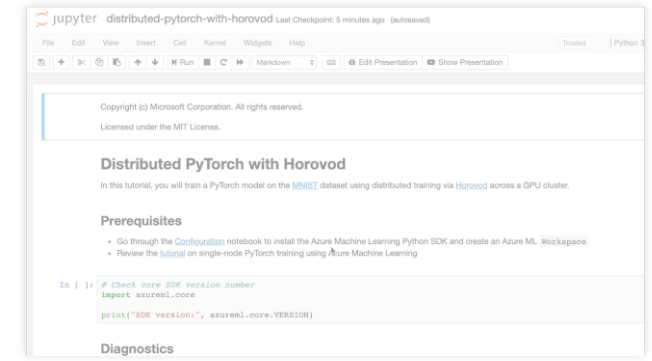 jupyter distributed-pytorch-with-horovod Last Checkpoint: 5 minutes ago (autosaved)
File Edit View Insert Cell Kernel Widgets Help Trusted Python 3
Run Markdown Edit Presentation Show Presentation
Copyright (c) Microsoft Corporation. All rights reserved.
Licensed under the MIT License.
Distributed PyTorch with Horovod
In this tutorial, you will train a PyTorch model on the MNIST dataset using distributed training via Horovod across a GPU cluster.
Prerequisites
• Go through the Configuration notebook to install the Azure Machine Learning Python SDK and create an Azure ML Workspace
• Review the tutorial on single-node PyTorch training using Azure Machine Learning
In [ ]: # Check core SDK version number
import azureml.core
print("SDK version:", azureml.core.VERSION)
Diagnostics